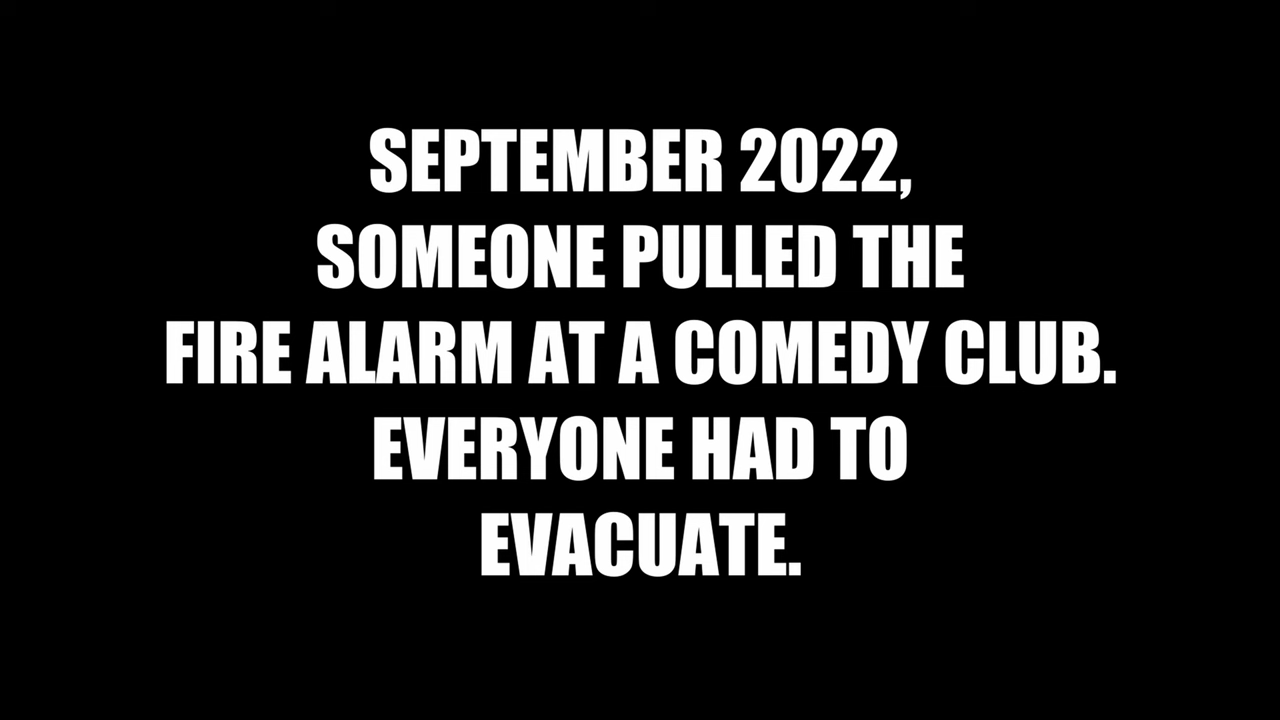 SEPTEMBER 2022,
SOMEONE PULLED THE
FIRE ALARM AT A COMEDY CLUB.
EVERYONE HAD TO
EVACUATE.